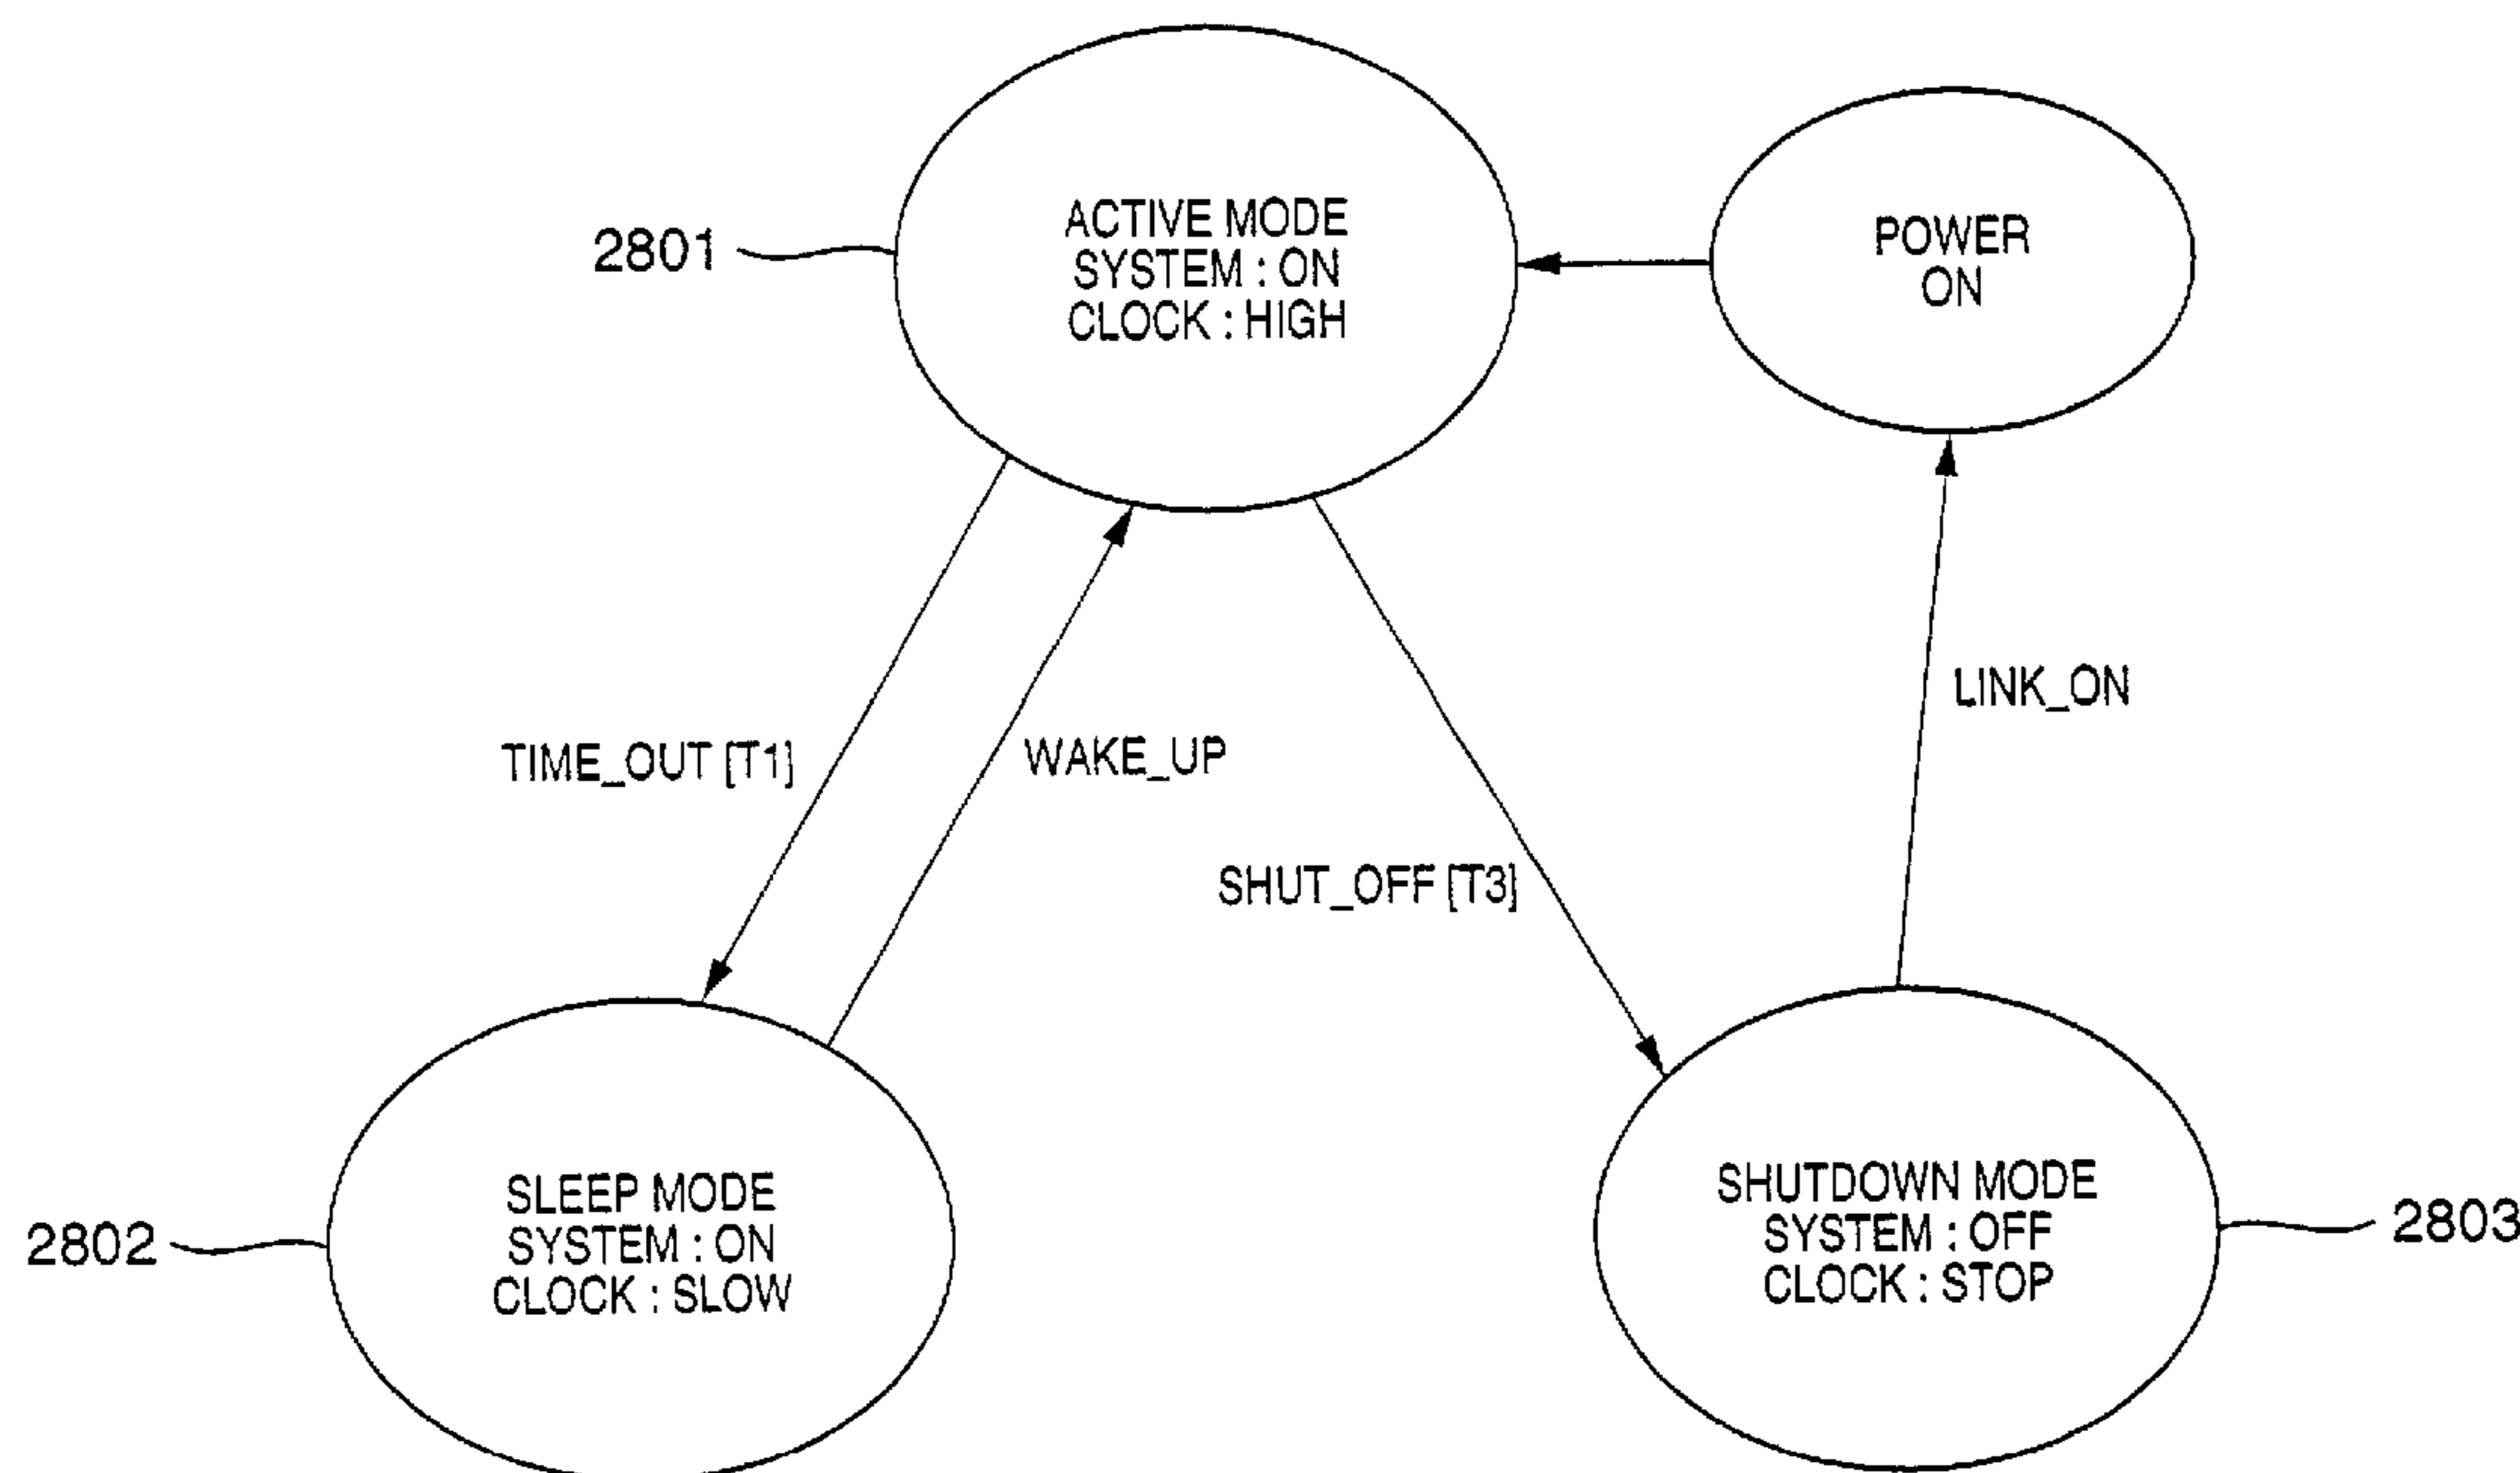 2801
ACTIVE MODE
SYSTEM : ON
CLOCK : HIGH
POWER
ON
TIME_OUT [T1]
WAKE_UP
SHUT_OFF [T3]
LINK_ON
2802
SLEEP MODE
SYSTEM : ON
CLOCK : SLOW
SHUTDOWN MODE
SYSTEM : OFF
CLOCK : STOP
2803